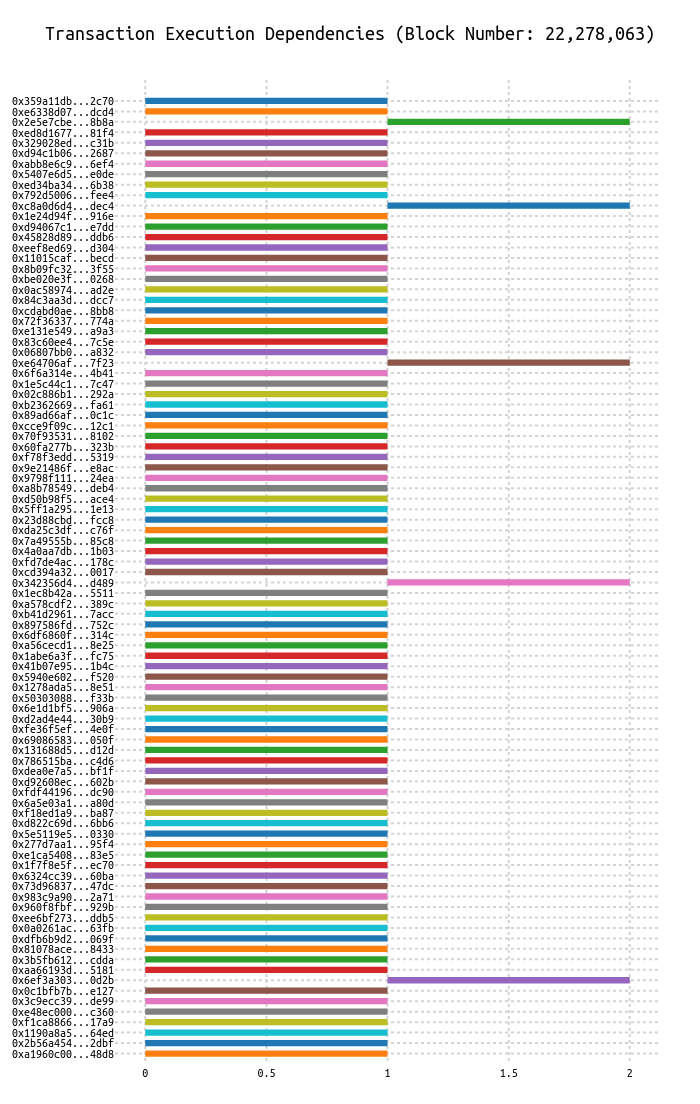 Transaction Execution Dependencies (Block Number: 22,278,063)
0x359a11db...2c70
0xe6338d07...dcd4
0x2e5e7cbe...8b8a
0xed8d1677...81f4
0x329028ed...c31b
0xd94c1b06...2687
0xabb8e6c9...6ef4
0x5407e6d5...e0de
0xed34ba34...6b38
0x792d5006...fee4
0xc8a0d6d4...dec4
0x1e24d94f...916e
0xd94067c1...e7dd
0x45828d89...ddb6
0xeef8ed69...d304
0x11015caf...becd
0x8b09fc32...3f55
0xbe020e3f...0268
0x0ac58974...ad2e
0x84c3aa3d...dcc7
0xcdabd0ae...8bb8
0x72f36337...774a
0xe131e549...a9a3
0x83c60ee4...7c5e
0x06807bb0...a832
0xe64706af...7f23
0x6f6a314e...4b41
0x1e5c44c1...7c47
0x02c886b1...292a
0xb2362669...fa61
0x89ad66af...0c1c
0xcce9f09c...12c1
0x70f93531...8102
0x60fa277b...323b
0xf78f3edd...5319
0x9e21486f...e8ac
0x9798f111...24ea
0xa8b78549...deb4
0xd50b98f5...ace4
0x5ff1a295...1e13
0x23d88cbd...fcc8
0xda25c3df...c76f
0x7a49555b...85c8
0x4a0aa7db...1b03
0xfd7de4ac...178c
0xcd394a32...0017
0x342356d4...d489
0x1ec8b42a...5511
0xa578cdf2...389c
0xb41d2961...7acc
0x897586fd...752c
0x6df6860f...314c
0xa56cecd1...8e25
0x1abe6a3f...fc75
0x41b07e95...1b4c
0x5940e602...f520
0x1278ada5...8e51
0x50303088...f33b
0x6e1d1bf5...906a
0xd2ad4e44...30b9
0xfe36f5ef...4e0f
0x69086583...050f
0x131688d5...d12d
0x786515ba...c4d6
0xdea0e7a5...bf1f
0xd92608ec...602b
0xfdf44196...dc90
0x6a5e03a1...a80d
0xf18ed1a9...ba87
0xd822c69d...6bb6
0x5e5119e5...0330
0x277d7aa1...95f4
0xe1ca5408...83e5
0x1f7f8e5f...ec70
0x6324cc39...60ba
0x73d96837...47dc
0x983c9a90...2a71
0x960f8fbf...929b
0xee6bf273...ddb5
0x0a0261ac...63fb
0xdfb6b9d2...069f
0x81078ace...8433
0x3b5fb612...cdda
0xaa66193d...5181
0x6ef3a303...0d2b
0x0c1bfb7b...e127
0x3c9ecc39...de99
0xe48ec000...c360
0xf1ca8866...17a9
0x1190a8a5...64ed
0x2b56a454...2dbf
0xa1960c00...48d8
0 0.5 1 1.5 2